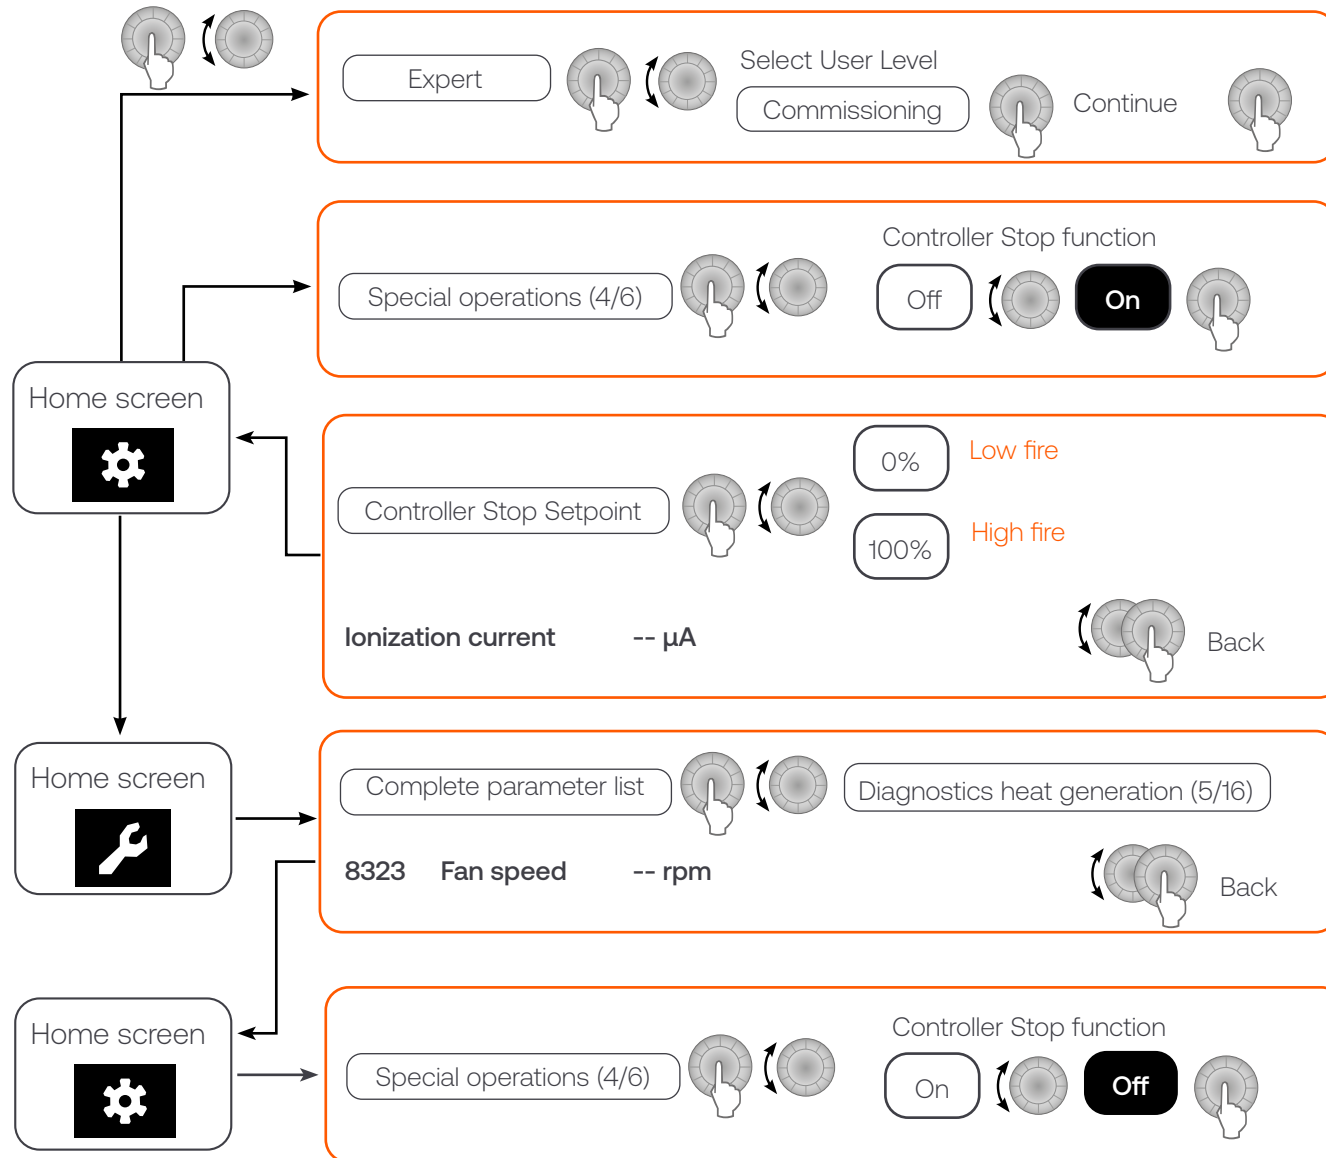 Expert
Select User Level
Commissioning
Continue
Special operations (4/6)
Controller Stop function
Off
On
Home screen
Controller Stop Setpoint
0%
Low fire
100%
High fire
Ionization current -- µA
Back
Home screen
Complete parameter list
Diagnostics heat generation (5/16)
8323 Fan speed -- rpm
Back
Home screen
Special operations (4/6)
Controller Stop function
On
Off